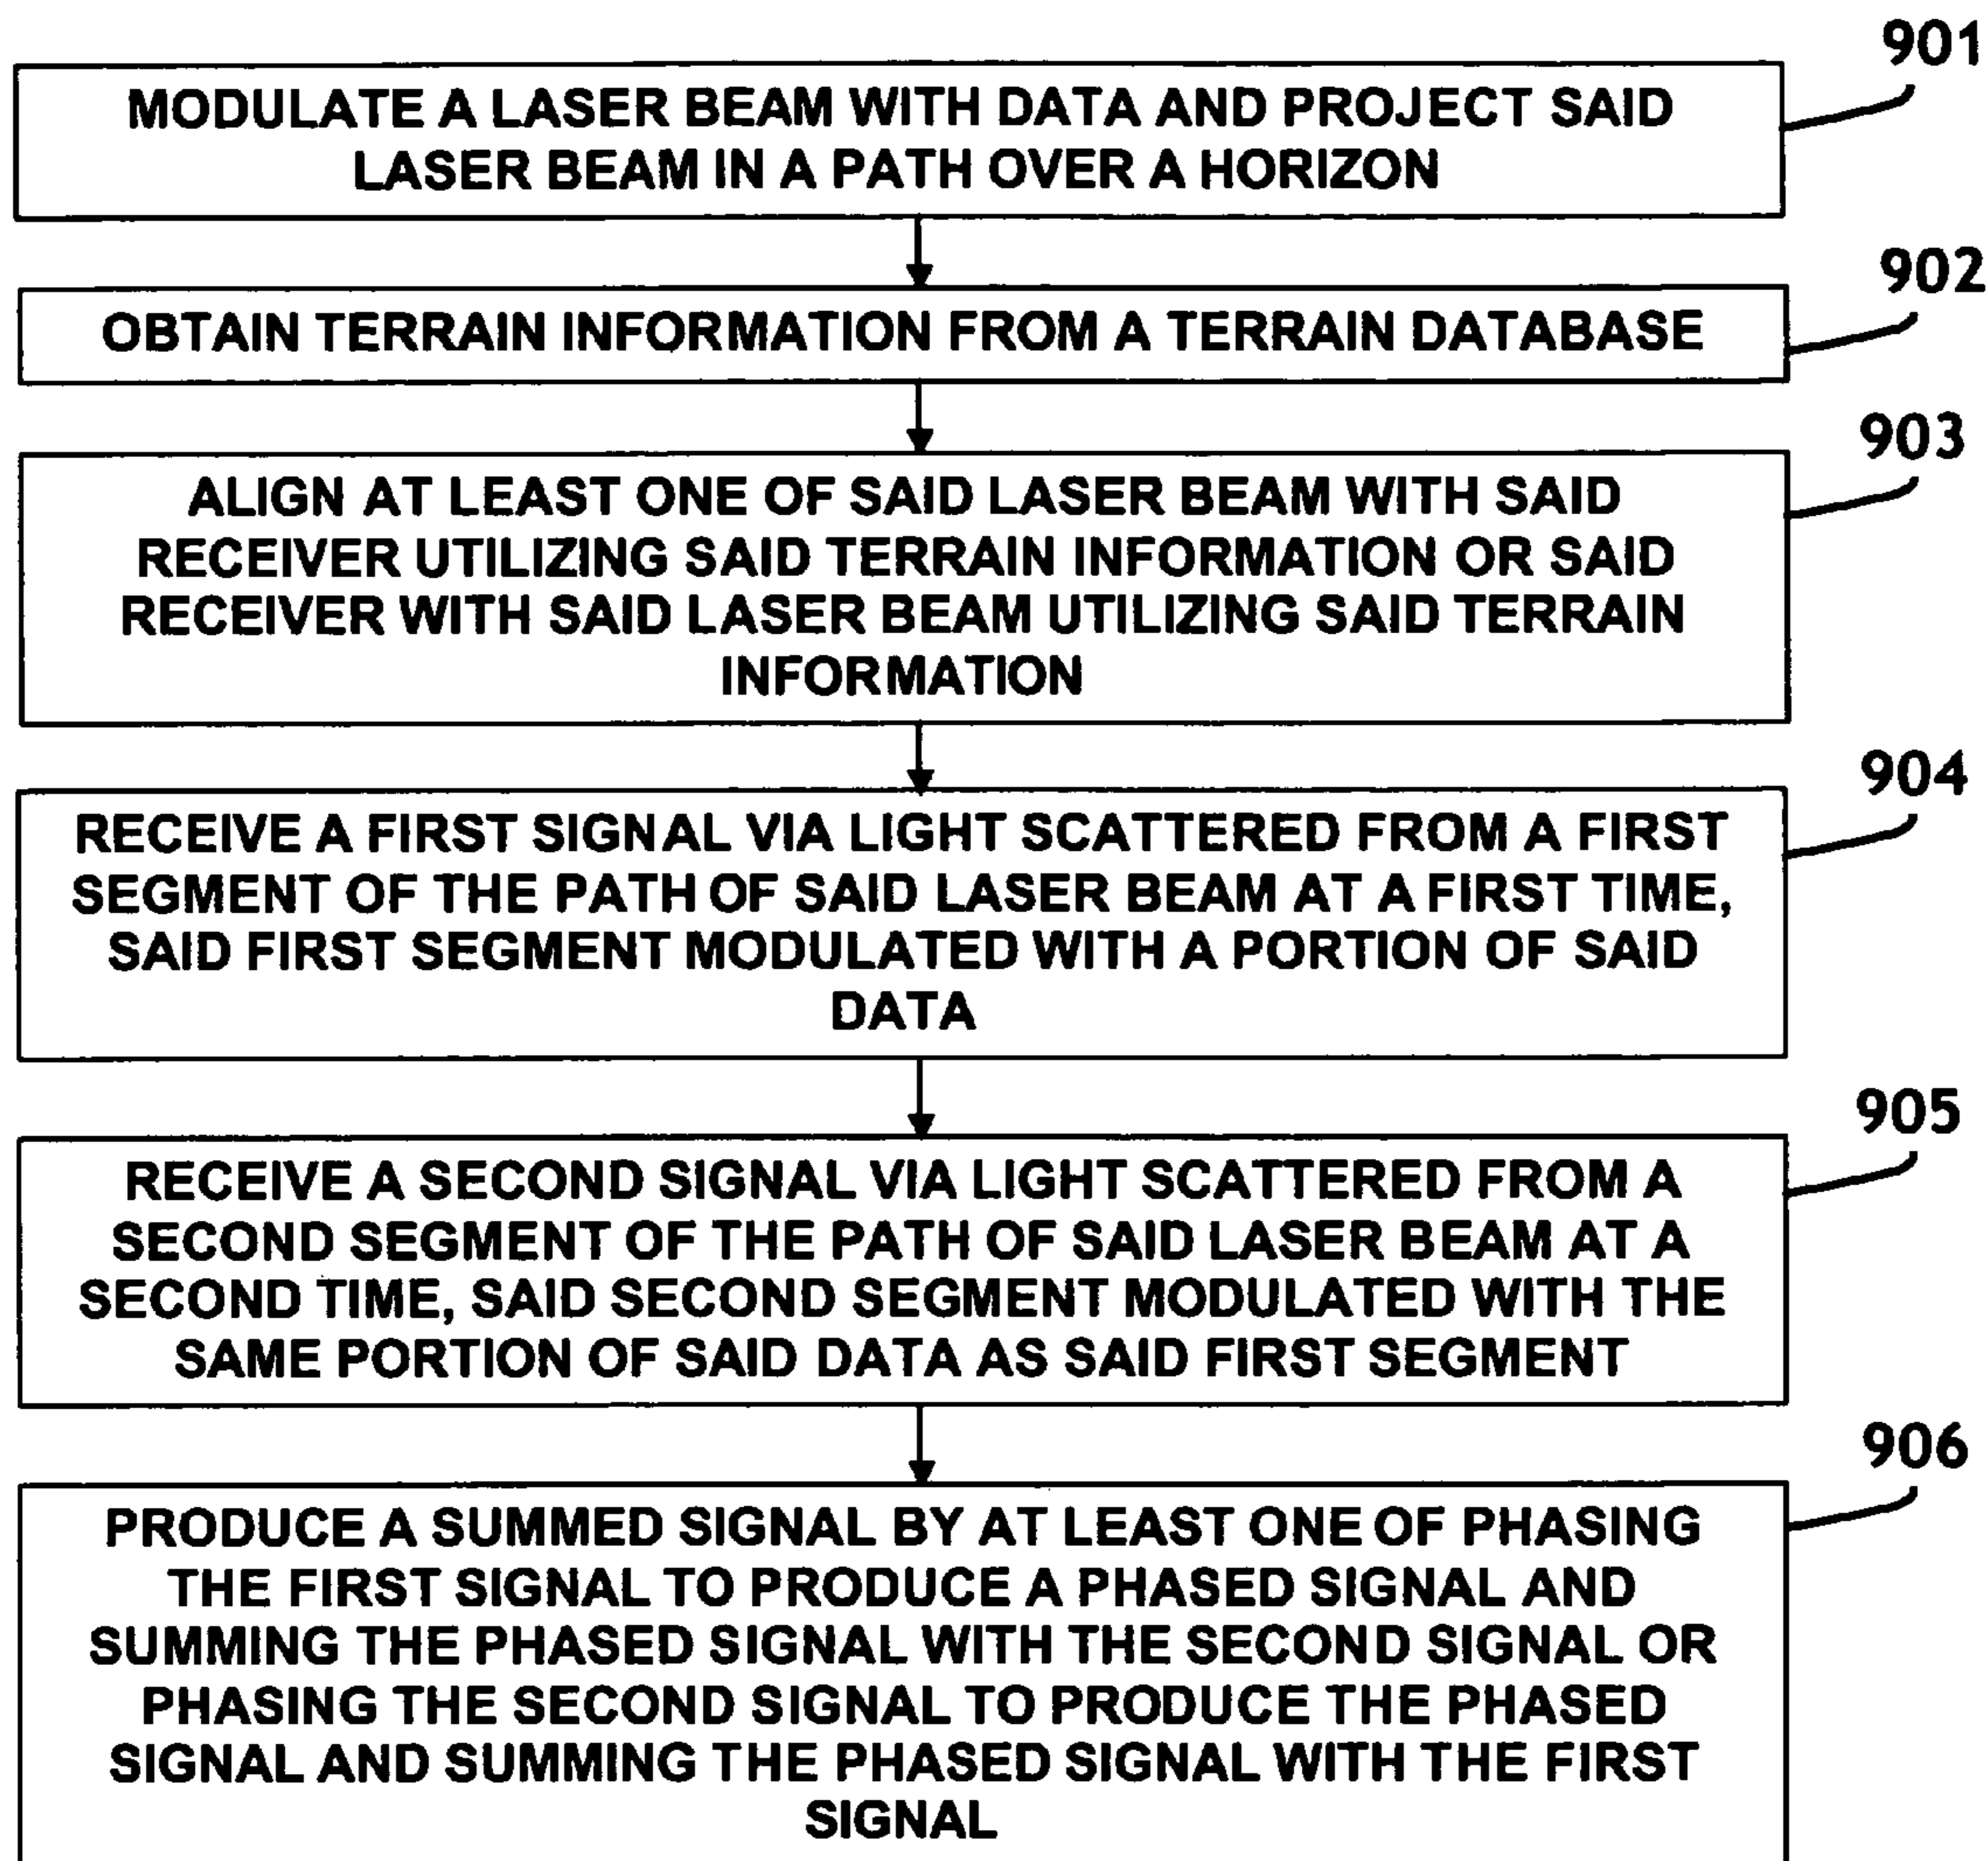 901
MODULATE A LASER BEAM WITH DATA AND PROJECT SAID
LASER BEAM IN A PATH OVER A HORIZON
902
OBTAIN TERRAIN INFORMATION FROM A TERRAIN DATABASE
903
ALIGN AT LEAST ONE OF SAID LASER BEAM WITH SAID
RECEIVER UTILIZING SAID TERRAIN INFORMATION OR SAID
RECEIVER WITH SAID LASER BEAM UTILIZING SAID TERRAIN
INFORMATION
904
RECEIVE A FIRST SIGNAL VIA LIGHT SCATTERED FROM A FIRST
SEGMENT OF THE PATH OF SAID LASER BEAM AT A FIRST TIME,
SAID FIRST SEGMENT MODULATED WITH A PORTION OF SAID
DATA
905
RECEIVE A SECOND SIGNAL VIA LIGHT SCATTERED FROM A
SECOND SEGMENT OF THE PATH OF SAID LASER BEAM AT A
SECOND TIME, SAID SECOND SEGMENT MODULATED WITH THE
SAME PORTION OF SAID DATA AS SAID FIRST SEGMENT
906
PRODUCE A SUMMED SIGNAL BY AT LEAST ONE OF PHASING
THE FIRST SIGNAL TO PRODUCE A PHASED SIGNAL AND
SUMMING THE PHASED SIGNAL WITH THE SECOND SIGNAL OR
PHASING THE SECOND SIGNAL TO PRODUCE THE PHASED
SIGNAL AND SUMMING THE PHASED SIGNAL WITH THE FIRST
SIGNAL